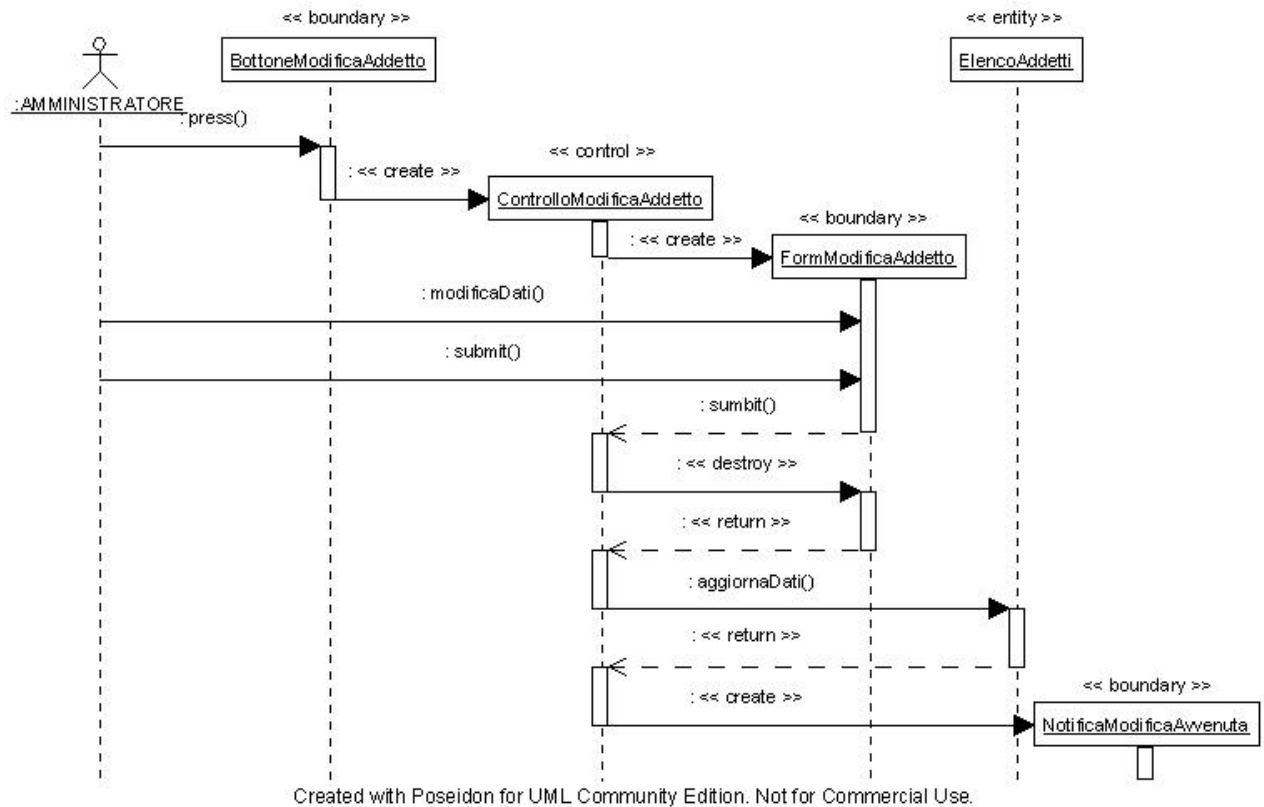 << boundary >>
<< entity >>
BottoneModificaAddetto
ElencoAddetti
:AMMINISTRATORE
: press()
<< control >>
: << create >>
ControlloModificaAddetto
<< boundary >>
: << create >>
FormModificaAddetto
: modificaDati()
: submit()
: sumbit()
: << destroy >>
: << return >>
: aggiornaDati()
: << return >>
<< boundary >>
: << create >>
NotificaModificaAvvenuta
Created with Poseidon for UML Community Edition. Not for Commercial Use.